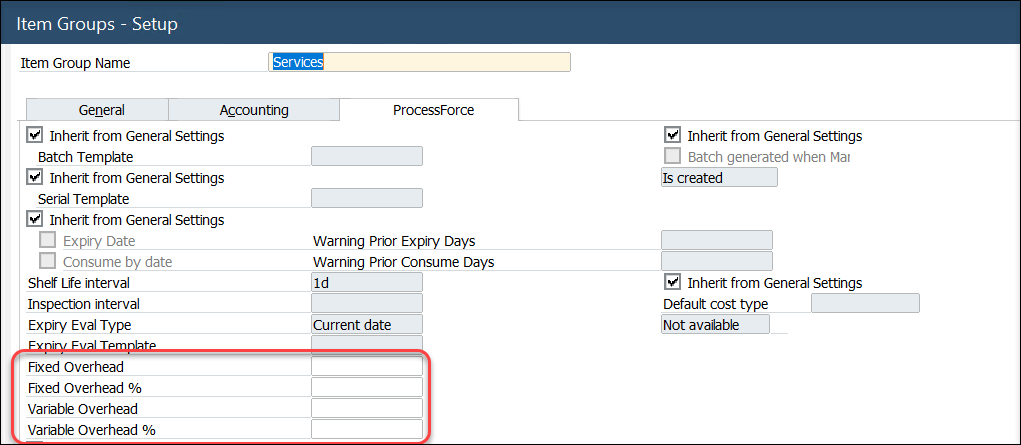 Item Groups - Setup
Item Group Name Services
General Accounting ProcessForce
Inherit from General Settings Inherit from General Settings
Batch Template Batch generated when Mar
Inherit from General Settings Is created
Serial Template
Inherit from General Settings
Expiry Date Warning Prior Expiry Days
Consume by date Warning Prior Consume Days
Shelf Life interval 1d Inherit from General Settings
Inspection interval Default cost type
Expiry Eval Type Current date Not available
Expiry Eval Template
Fixed Overhead
Fixed Overhead %
Variable Overhead
Variable Overhead %